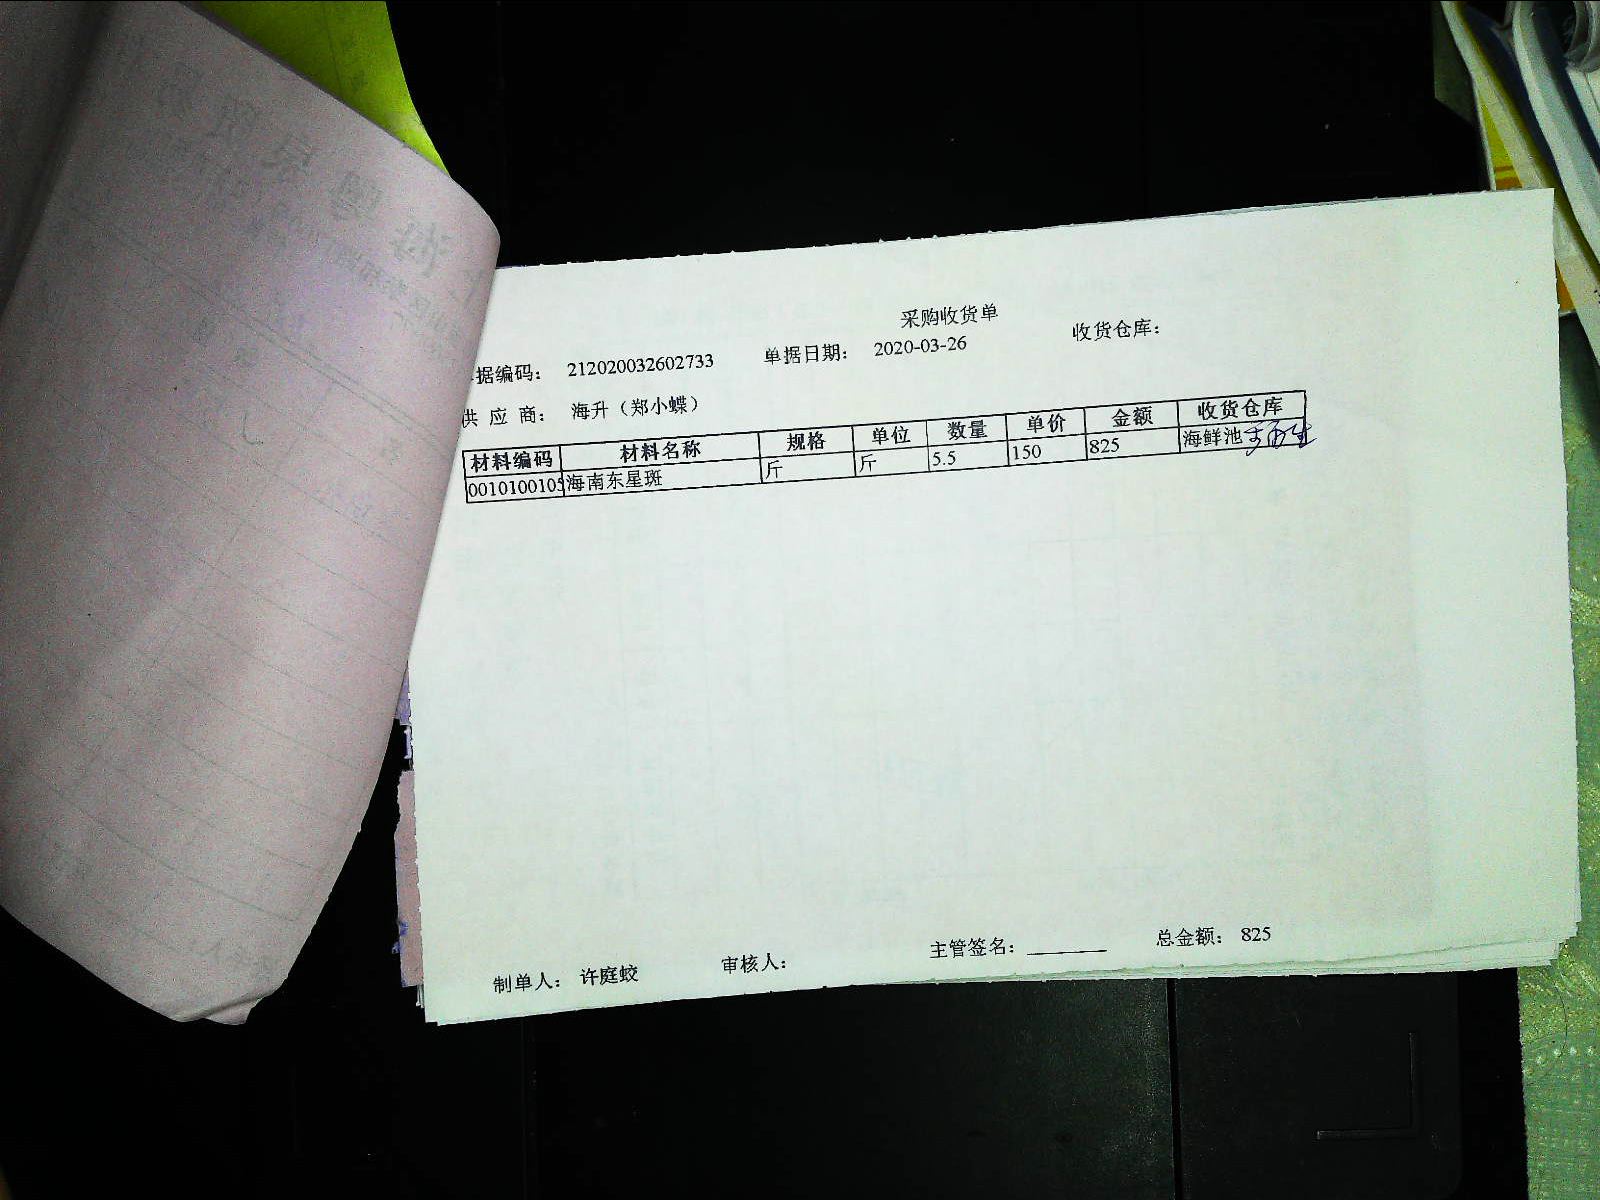 采购收货单
据编码： 212020032602733 单据日期： 2020-03-26 收货仓库：
供 应 商： 海升（郑小蝶）
材料编码 材料名称 规格 单位 数量 单价 金额 收货仓库
0010100105 海南东星斑 斤 斤 5.5 150 825 海鲜池
制单人： 许庭蛟 审核人： 主管签名： 总金额： 825